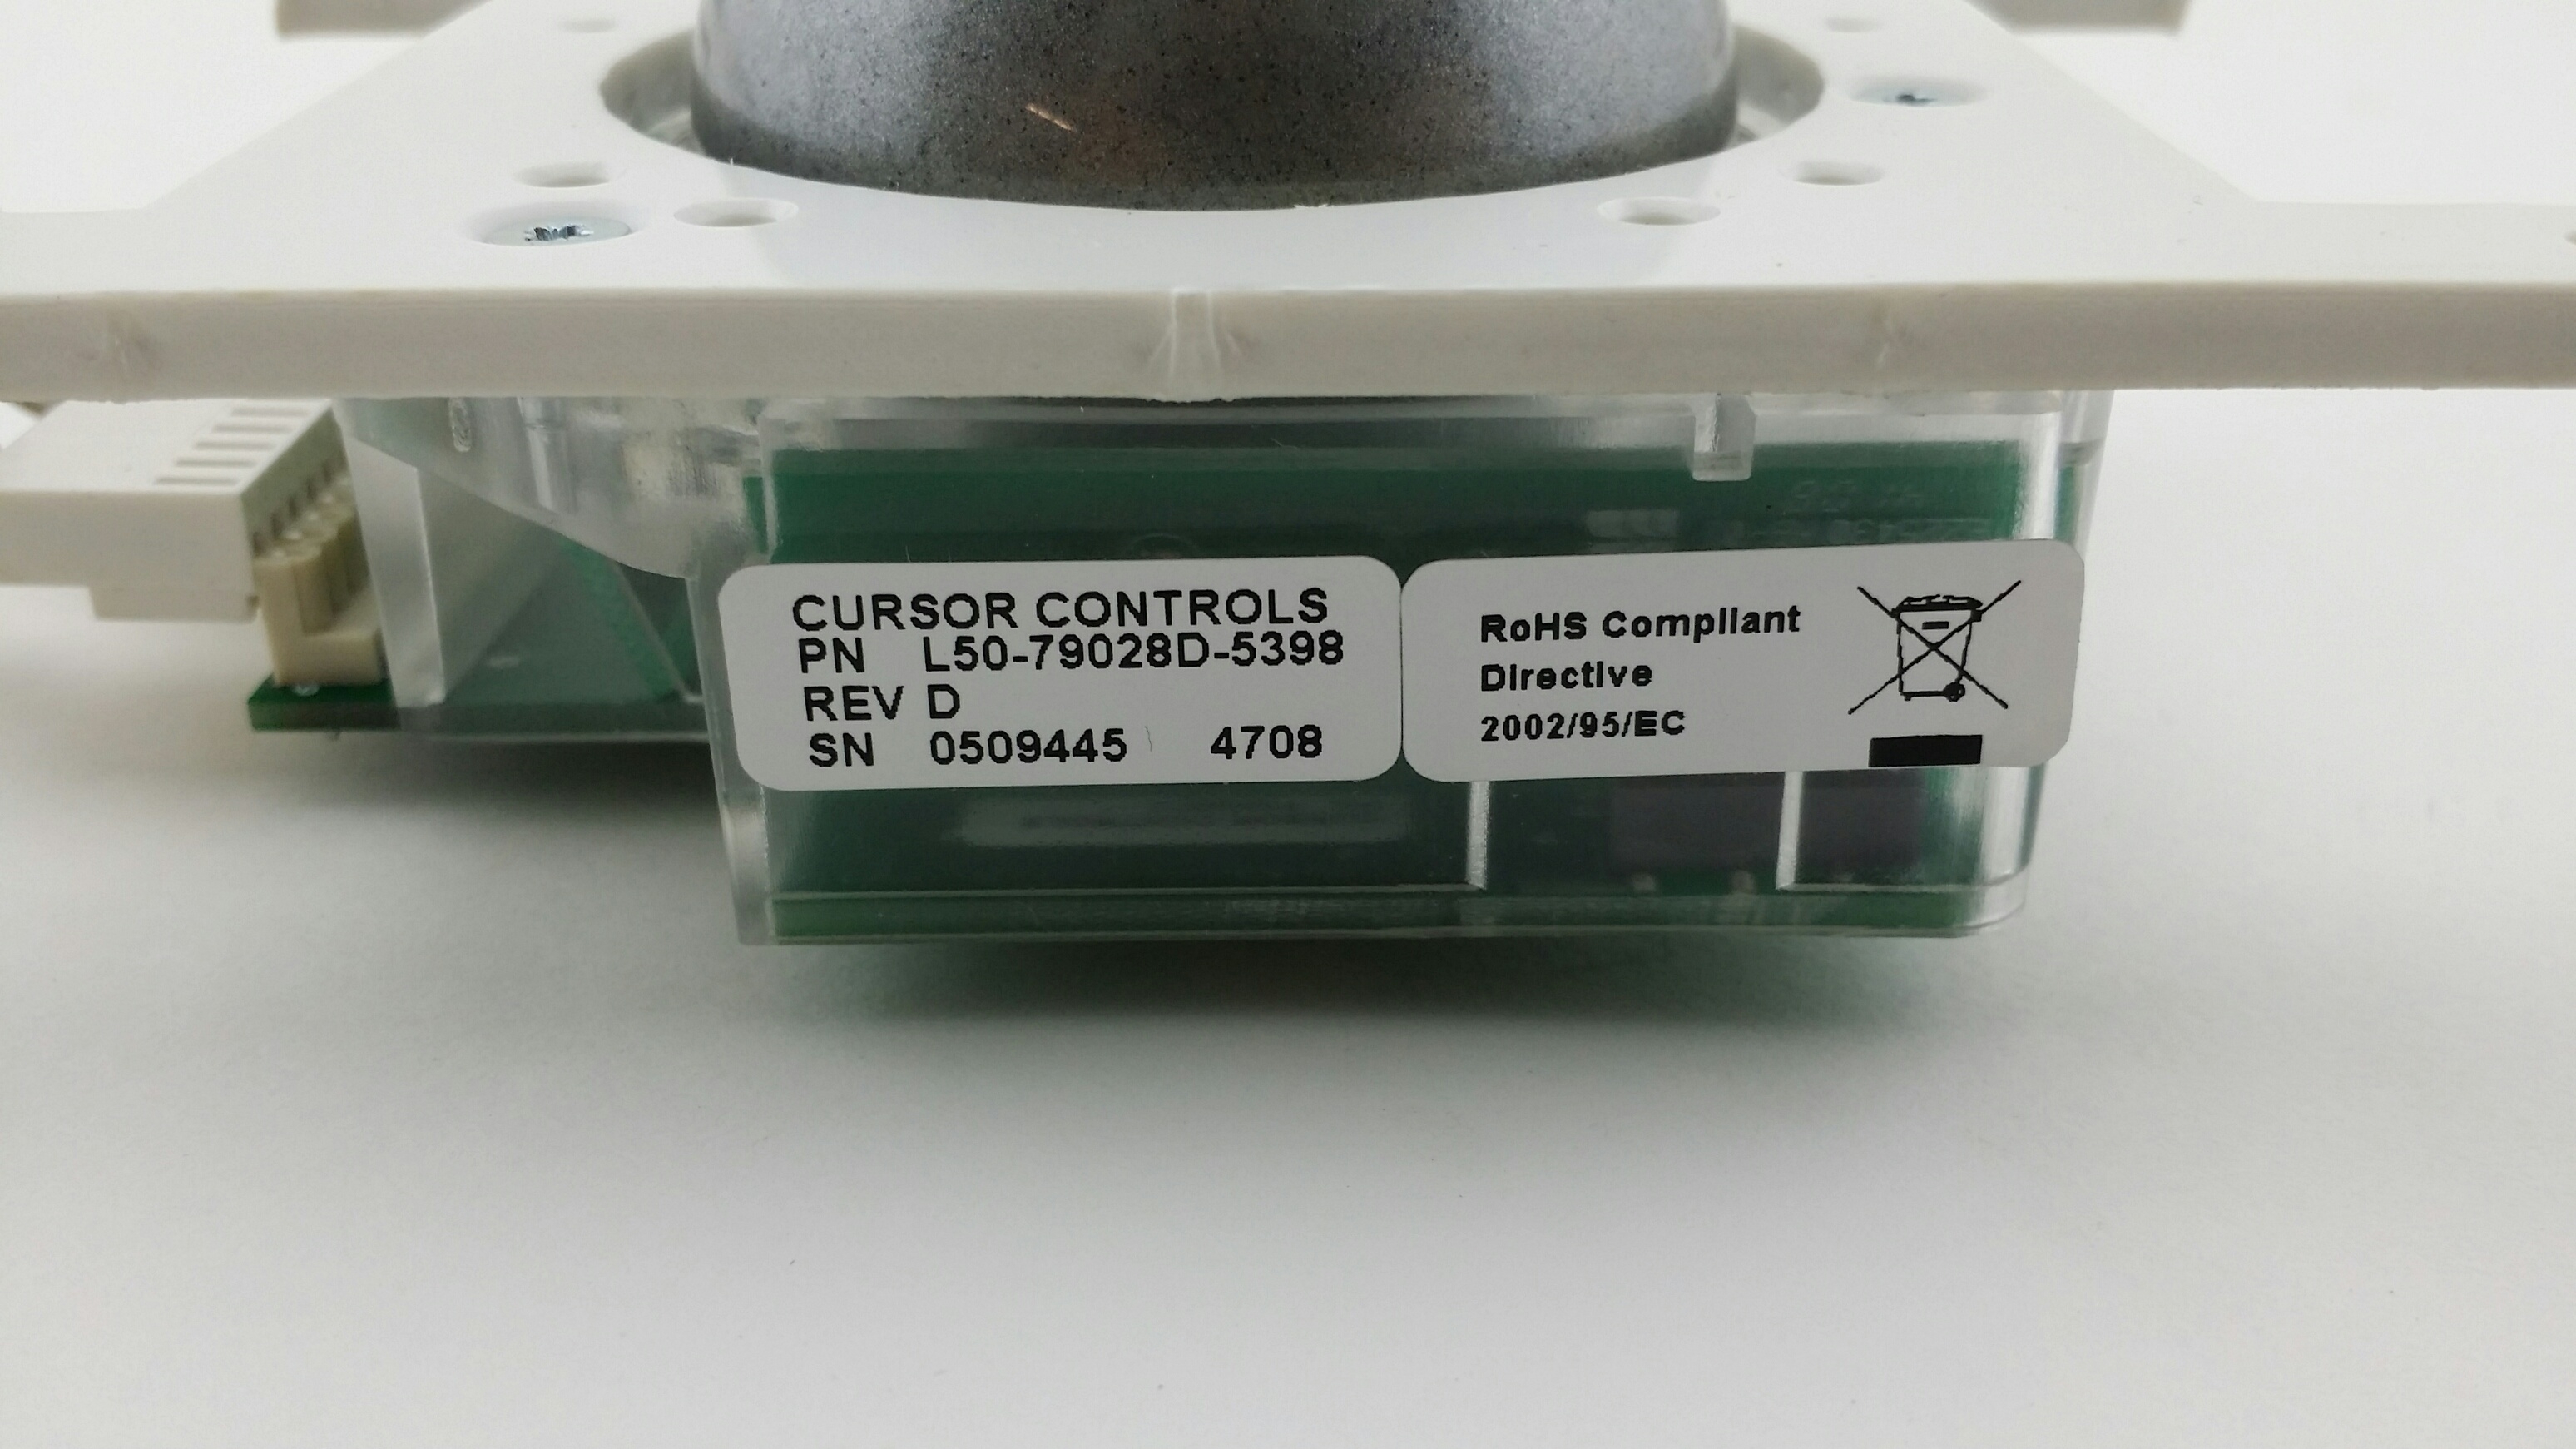 CURSOR CONTROLS
PN L50-79028D-5398
REV D
SN 0509445 4708
RoHS Compliant
Directive
2002/95/EC